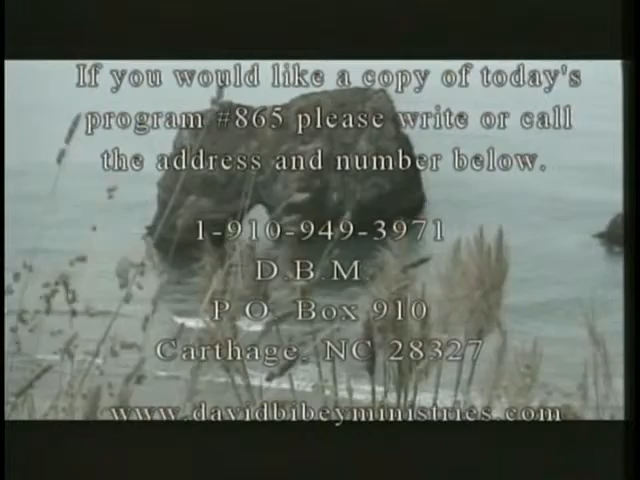 If you would like a copy of today's
program #865 please write or call
the address and number below.
1-910-949-3971
D.B.M.
P.O. Box 910
Carthage, NC 28327
www.davidbibeyministries.com